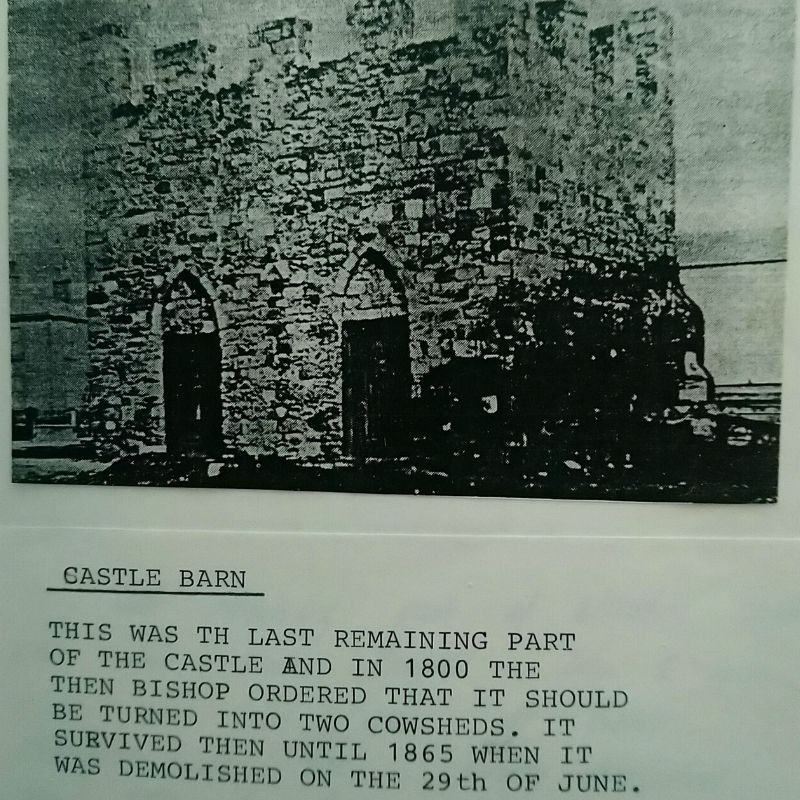 CASTLE BARN
THIS WAS TH LAST REMAINING PART
OF THE CASTLE AND IN 1800 THE
THEN BISHOP ORDERED THAT IT SHOULD
BE TURNED INTO TWO COWSHEDS. IT
SURVIVED THEN UNTIL 1865 WHEN IT
WAS DEMOLISHED ON THE 29th OF JUNE.